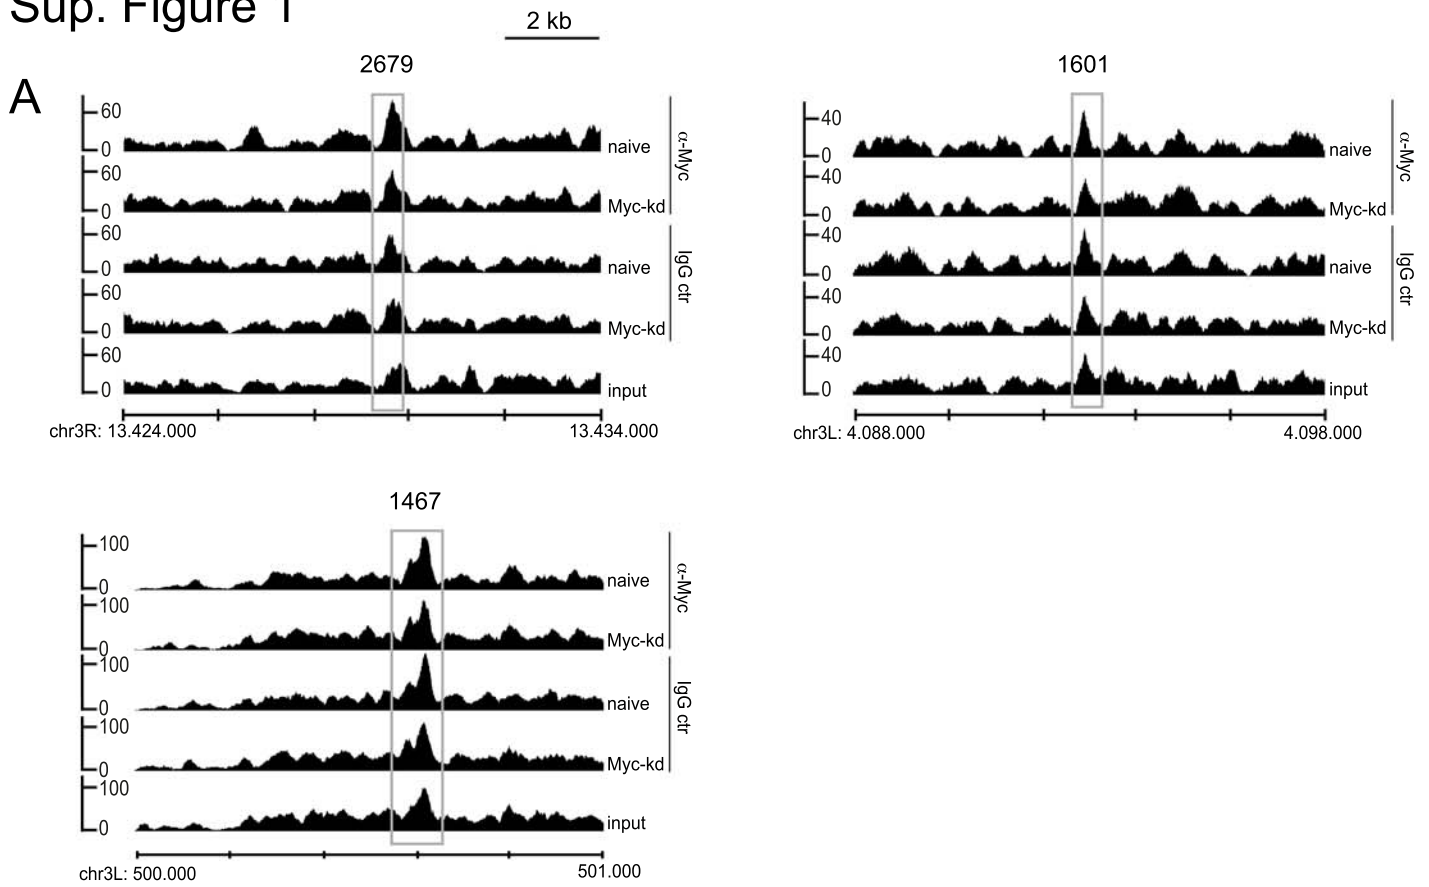 Sup. Figure 1
2 kb
A
2679
60
0
naive
60
0
Myc-kd
α-Myc
60
0
naive
60
0
Myc-kd
IgG ctr
60
0
input
chr3R: 13.424.000
13.434.000
1601
40
0
naive
40
0
Myc-kd
α-Myc
40
0
naive
40
0
Myc-kd
IgG ctr
40
0
input
chr3L: 4.088.000
4.098.000
1467
100
0
naive
100
0
Myc-kd
α-Myc
100
0
naive
100
0
Myc-kd
IgG ctr
100
0
input
chr3L: 500.000
501.000